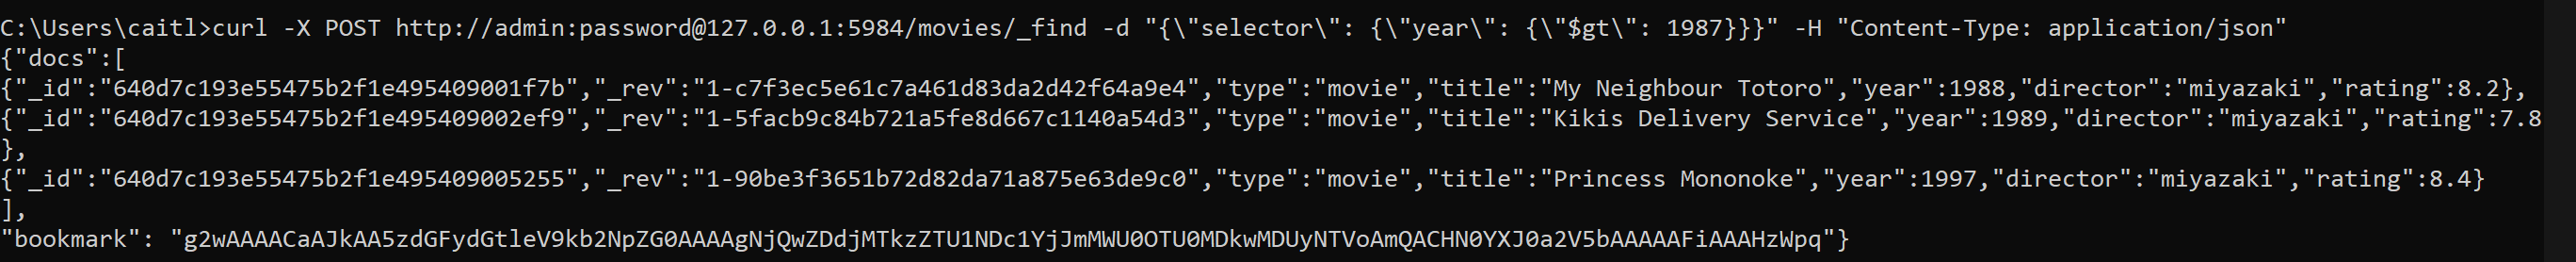 C:\Users\caitl>curl -X POST http://admin:password@127.0.0.1:5984/movies/_find -d "{\"selector\": {\"year\": {\"$gt\": 1987}}}" -H "Content-Type: application/json"
{"docs":[
{"_id":"640d7c193e55475b2f1e495409001f7b","_rev":"1-c7f3ec5e61c7a461d83da2d42f64a9e4","type":"movie","title":"My Neighbour Totoro","year":1988,"director":"miyazaki","rating":8.2},
{"_id":"640d7c193e55475b2f1e495409002ef9","_rev":"1-5facb9c84b721a5fe8d667c1140a54d3","type":"movie","title":"Kikis Delivery Service","year":1989,"director":"miyazaki","rating":7.8
},
{"_id":"640d7c193e55475b2f1e495409005255","_rev":"1-90be3f3651b72d82da71a875e63de9c0","type":"movie","title":"Princess Mononoke","year":1997,"director":"miyazaki","rating":8.4}
],
"bookmark": "g2wAAAACaAJkAA5zdGFydGtleV9kb2NpZG0AAAAgNjQwZDdjMTkzZTU1NDc1YjJmMWU0OTU0MDkwMDUyNTVoAmQACHN0YXJ0a2V5bAAAAAFiAAAHzWpq"}